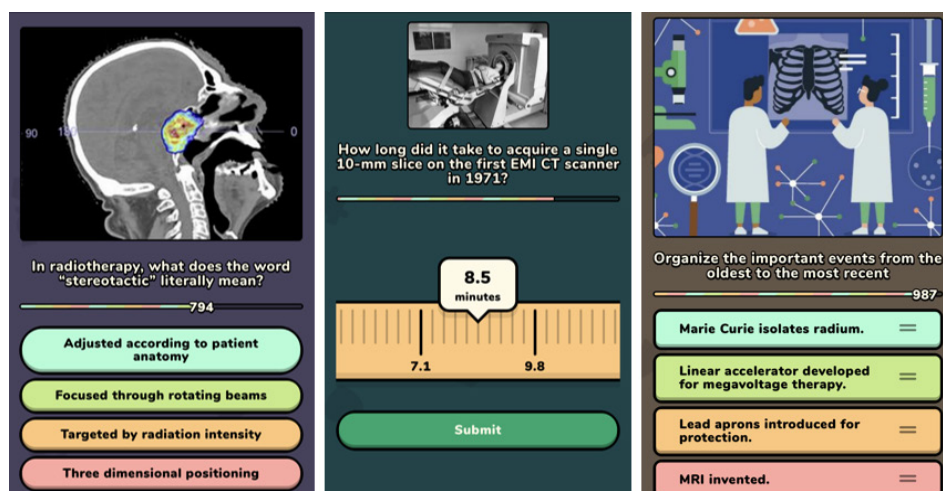 90
180
0
In radiotherapy, what does the word
“stereotactic” literally mean?
794
Adjusted according to patient
anatomy
Focused through rotating beams
Targeted by radiation intensity
Three dimensional positioning
How long did it take to acquire a single
10-mm slice on the first EMI CT scanner
in 1971?
8.5
minutes
7.1
9.8
Submit
Organize the important events from the
oldest to the most recent
987
Marie Curie isolates radium.
Linear accelerator developed
for megavoltage therapy.
Lead aprons introduced for
protection.
MRI invented.